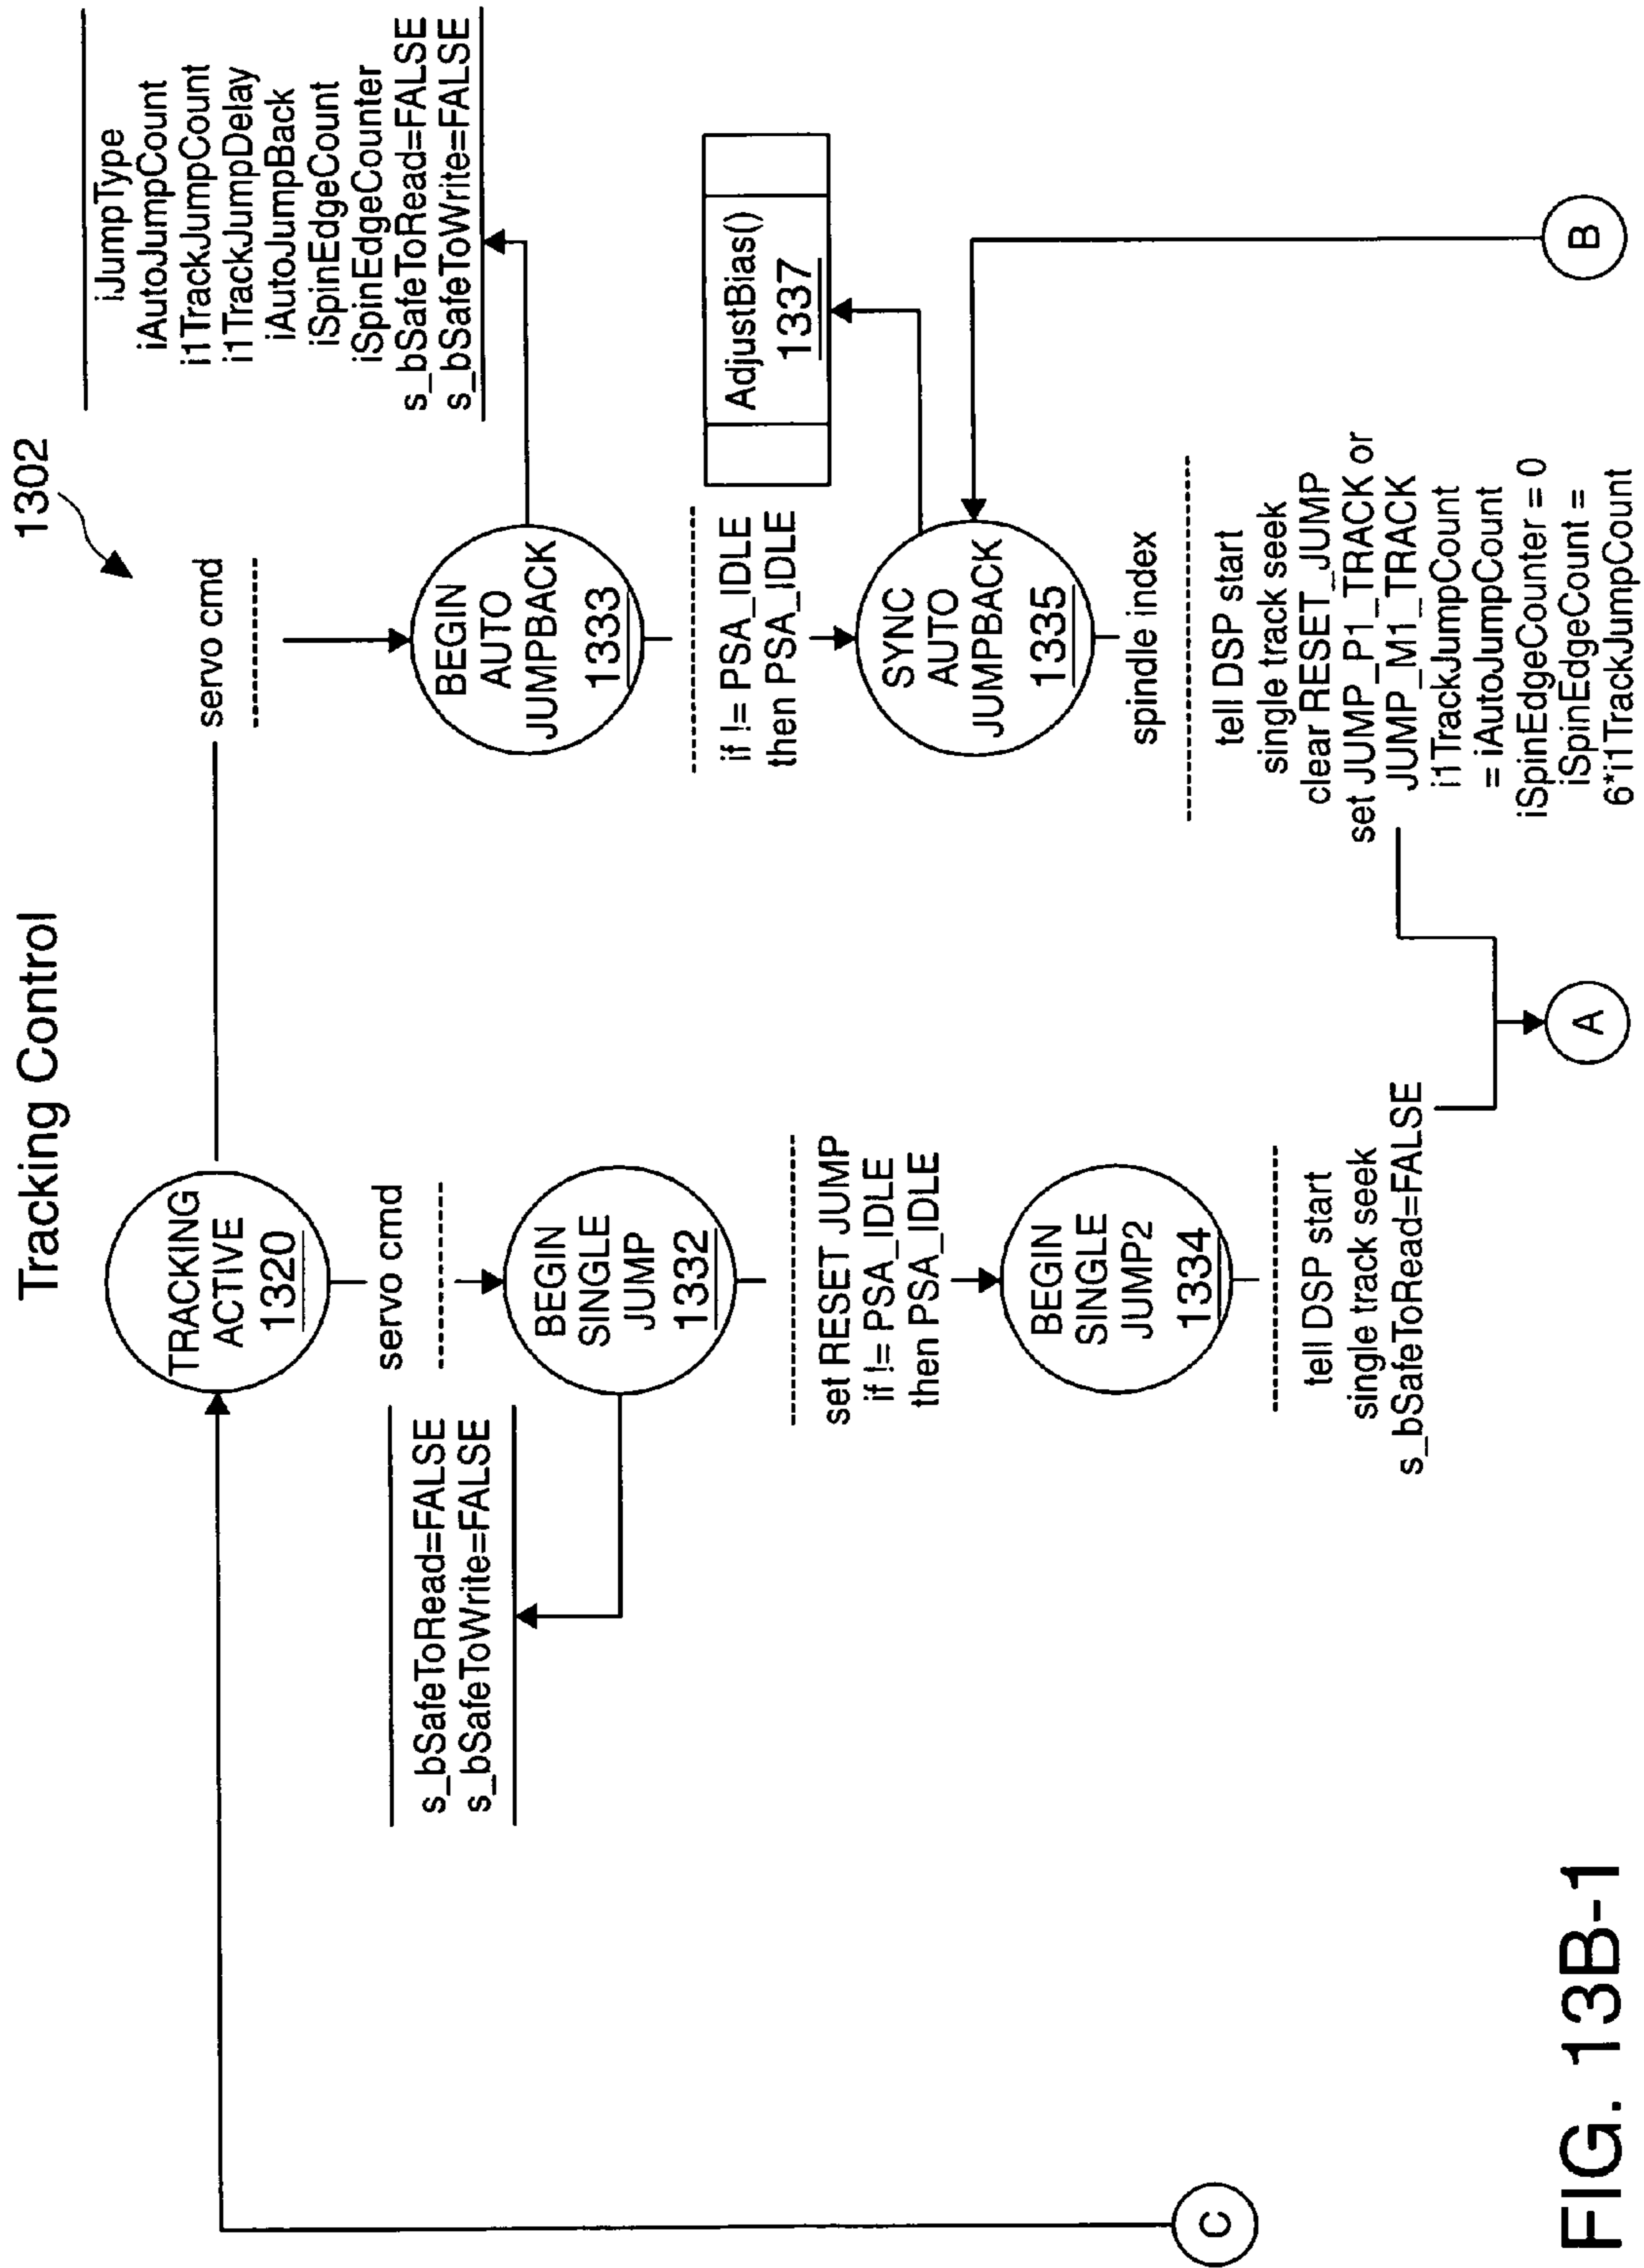 Tracking Control
1302
TRACKING
ACTIVE
1320
servo cmd
servo cmd
iJumpType
iAutoJumpCount
i1TrackJumpCount
i1TrackJumpDelay
iAutoJumpBack
iSpinEdgeCount
iSpinEdgeCounter
s_bSafeToRead=FALSE
s_bSafeToWrite=FALSE
s_bSafeToRead=FALSE
s_bSafeToWrite=FALSE
BEGIN
SINGLE
JUMP
1332
BEGIN
AUTO
JUMPBACK
1333
set RESET JUMP
if != PSA_IDLE
then PSA_IDLE
if != PSA_IDLE
then PSA_IDLE
AdjustBias()
1337
BEGIN
SINGLE
JUMP2
1334
SYNC
AUTO
JUMPBACK
1335
spindle index
tell DSP start
single track seek
s_bSafeToRead=FALSE
tell DSP start
single track seek
clear RESET_JUMP
set JUMP_P1_TRACK or
JUMP_M1_TRACK
i1TrackJumpCount
= iAutoJumpCount
iSpinEdgeCounter = 0
iSpinEdgeCount =
6*i1TrackJumpCount
C
A
B
FIG. 13B-1